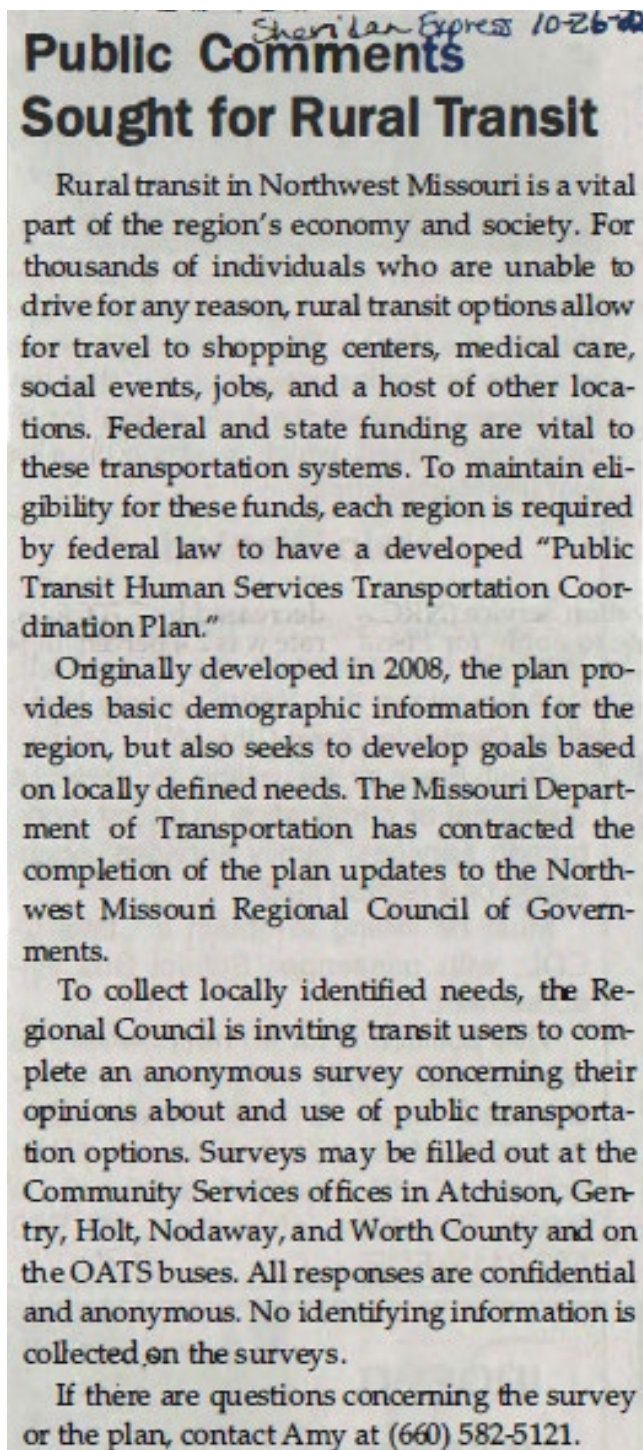 Sheridan Express 10-26-
Public Comments
Sought for Rural Transit
Rural transit in Northwest Missouri is a vital
part of the region's economy and society. For
thousands of individuals who are unable to
drive for any reason, rural transit options allow
for travel to shopping centers, medical care,
social events, jobs, and a host of other loca-
tions. Federal and state funding are vital to
these transportation systems. To maintain eli-
gibility for these funds, each region is required
by federal law to have a developed "Public
Transit Human Services Transportation Coor-
dination Plan."
Originally developed in 2008, the plan pro-
vides basic demographic information for the
region, but also seeks to develop goals based
on locally defined needs. The Missouri Depart-
ment of Transportation has contracted the
completion of the plan updates to the North-
west Missouri Regional Council of Govern-
ments.
To collect locally identified needs, the Re-
gional Council is inviting transit users to com-
plete an anonymous survey concerning their
opinions about and use of public transporta-
tion options. Surveys may be filled out at the
Community Services offices in Atchison, Gen-
try, Holt, Nodaway, and Worth County and on
the OATS buses. All responses are confidential
and anonymous. No identifying information is
collected on the surveys.
If there are questions concerning the survey
or the plan, contact Amy at (660) 582-5121.